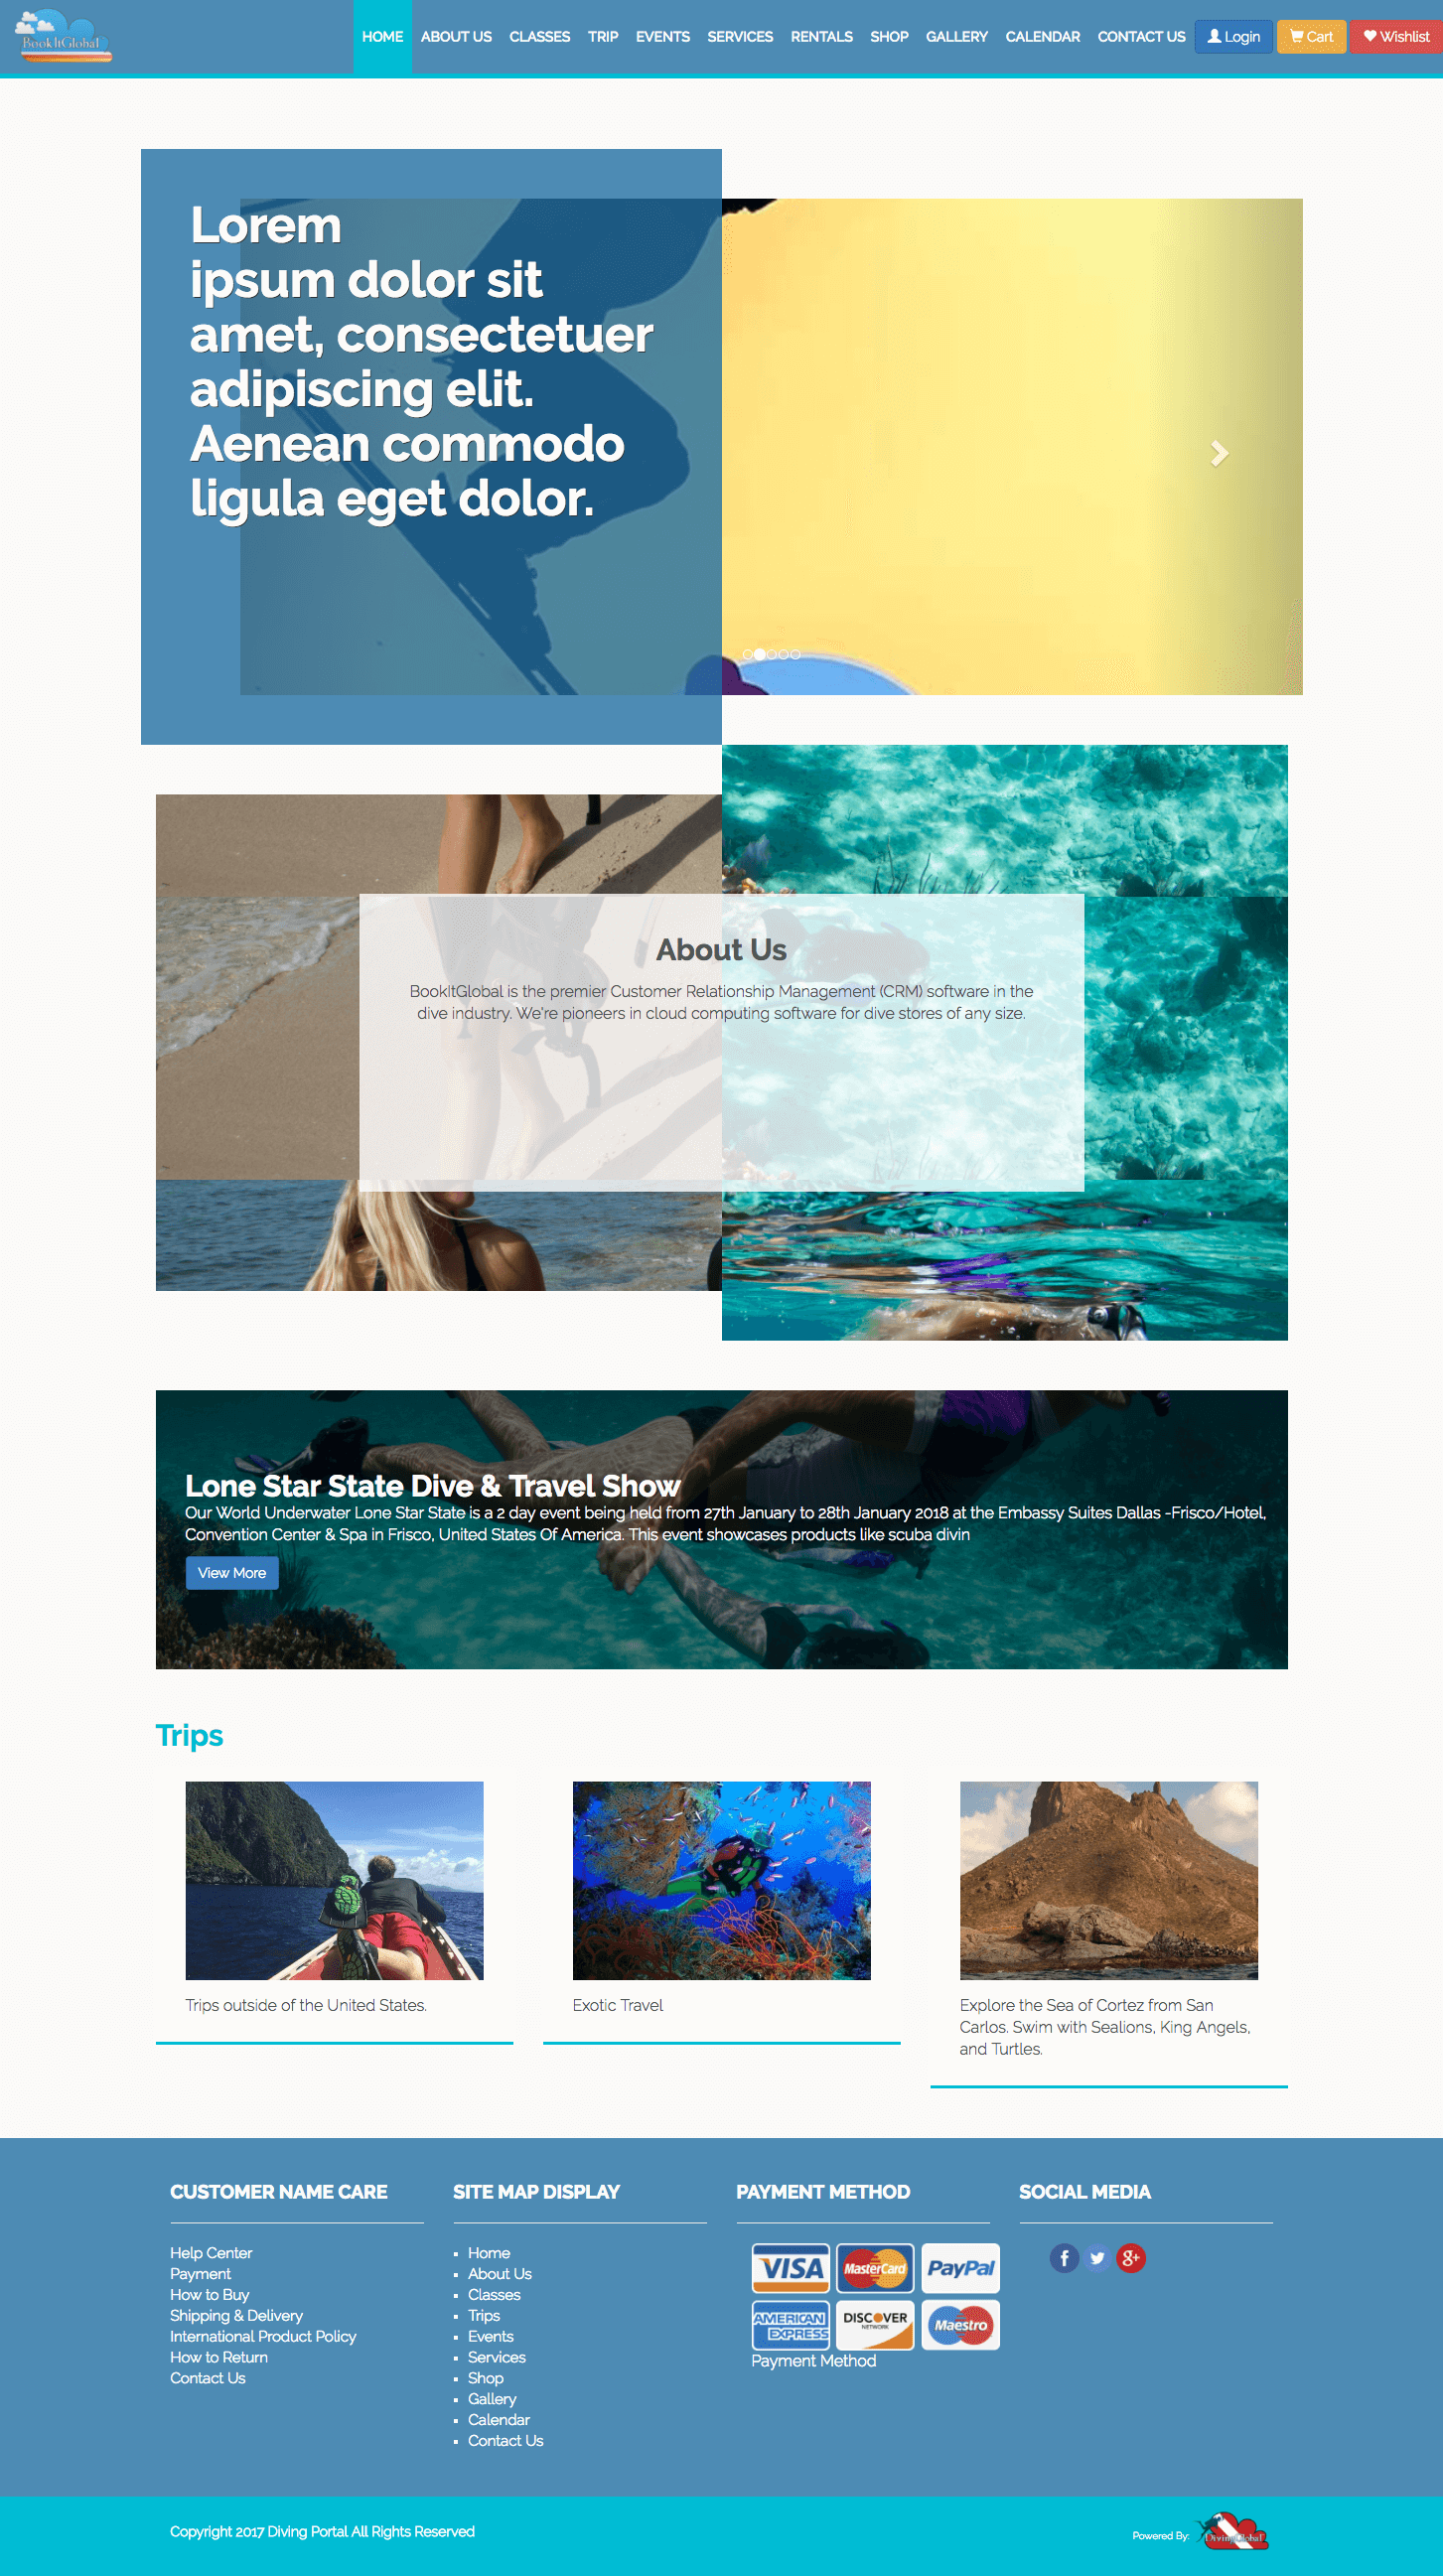 BookItGlobal
HOME ABOUT US CLASSES TRIP EVENTS SERVICES RENTALS SHOP GALLERY CALENDAR CONTACT US Login Cart Wishlist
Lorem
ipsum dolor sit
amet, consectetuer
adipiscing elit.
Aenean commodo
ligula eget dolor.
About Us
BookItGlobal is the premier Customer Relationship Management (CRM) software in the
dive industry. We're pioneers in cloud computing software for dive stores of any size.
Lone Star State Dive & Travel Show
Our World Underwater Lone Star State is a 2 day event being held from 27th January to 28th January 2018 at the Embassy Suites Dallas -Frisco/Hotel,
Convention Center & Spa in Frisco, United States Of America. This event showcases products like scuba divin
View More
Trips
Trips outside of the United States.
Exotic Travel
Explore the Sea of Cortez from San
Carlos. Swim with Sealions, King Angels,
and Turtles.
CUSTOMER NAME CARE
Help Center
Payment
How to Buy
Shipping & Delivery
International Product Policy
How to Return
Contact Us
SITE MAP DISPLAY
Home
About Us
Classes
Trips
Events
Services
Shop
Gallery
Calendar
Contact Us
PAYMENT METHOD
VISA MasterCard PayPal
AMERICAN EXPRESS DISCOVER NETWORK Maestro
Payment Method
SOCIAL MEDIA
f g+
Copyright 2017 Diving Portal All Rights Reserved
Powered By: DivingGlobal